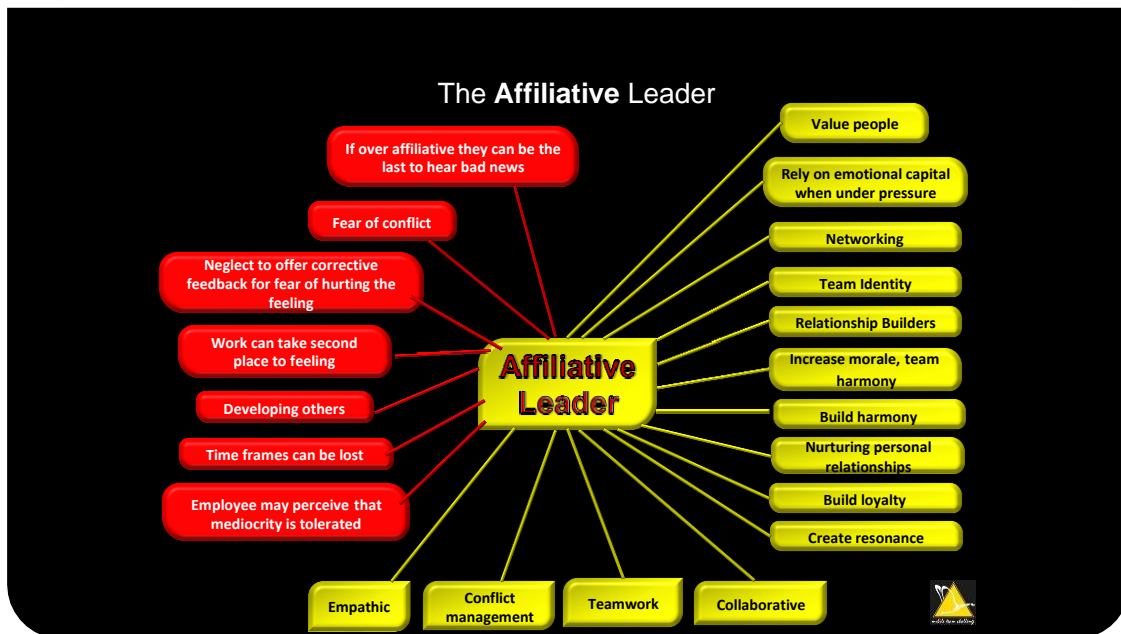 The Affiliative Leader
If over affiliative they can be the
last to hear bad news
Fear of conflict
Neglect to offer corrective
feedback for fear of hurting the
feeling
Work can take second
place to feeling
Developing others
Time frames can be lost
Employee may perceive that
mediocrity is tolerated
Affiliative
Leader
Value people
Rely on emotional capital
when under pressure
Networking
Team Identity
Relationship Builders
Increase morale, team
harmony
Build harmony
Nurturing personal
relationships
Build loyalty
Create resonance
Empathic
Conflict
management
Teamwork
Collaborative